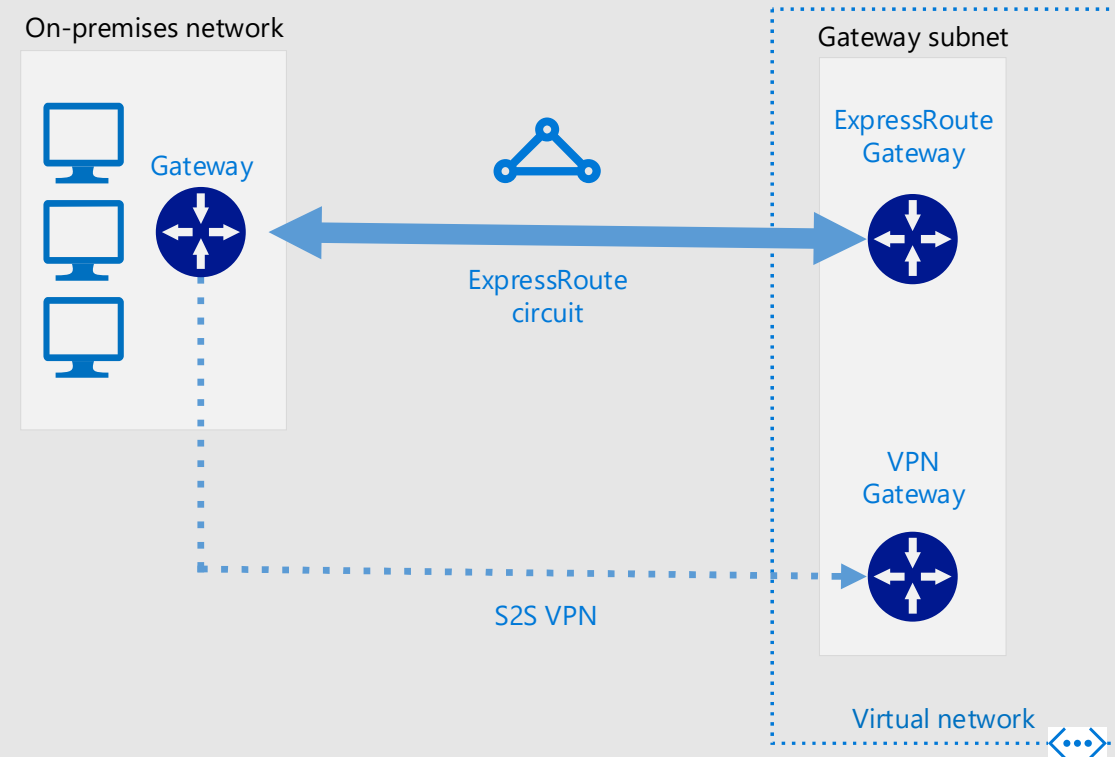 On-premises network
Gateway
ExpressRoute
circuit
S2S VPN
Gateway subnet
ExpressRoute
Gateway
VPN
Gateway
Virtual network